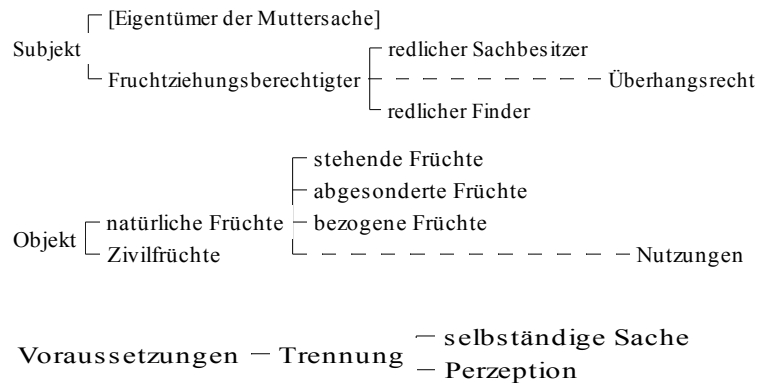 [Eigentümer der Muttersache]
Subjekt
redlicher Sachbesitzer
Fruchtziehungsberechtigter Überhangsrecht
redlicher Finder
stehende Früchte
abgesonderte Früchte
natürliche Früchte bezogene Früchte
Objekt
Zivilfrüchte Nutzungen
selbständige Sache
Voraussetzungen Trennung
Perzeption